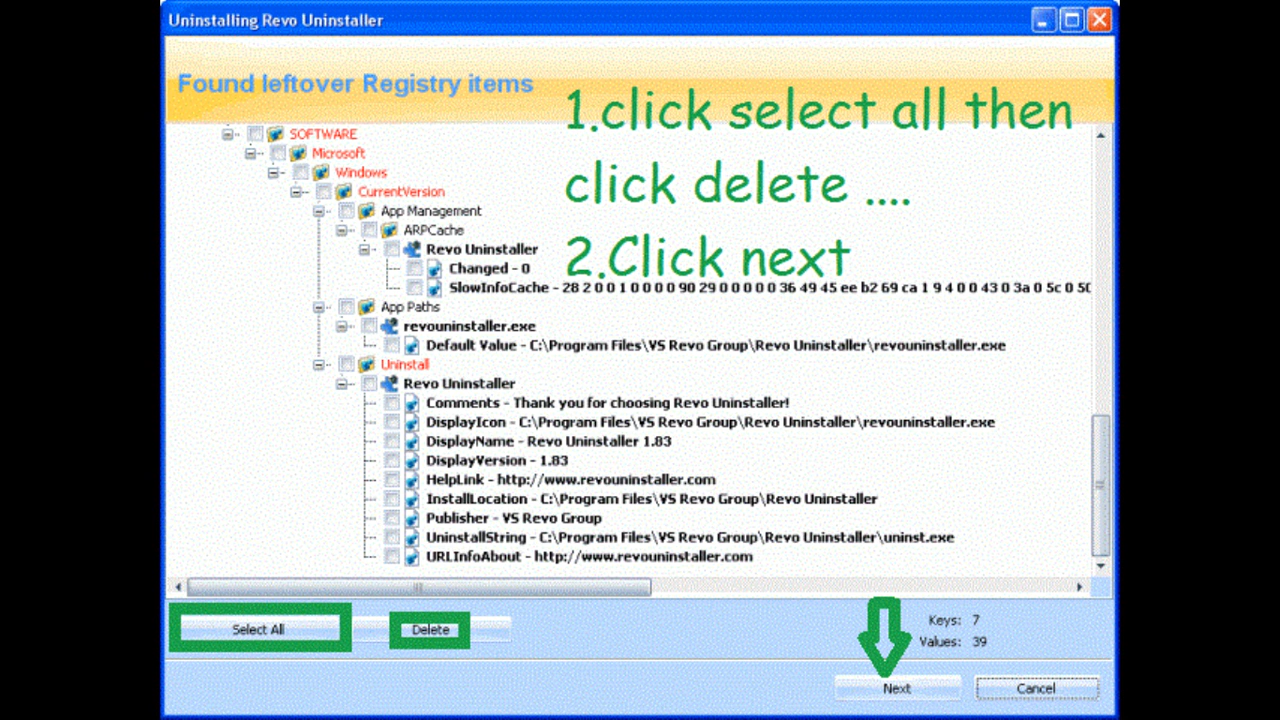 Uninstalling Revo Uninstaller
Found leftover Registry items
1.click select all then
click delete ....
2.Click next
SOFTWARE
Microsoft
Windows
CurrentVersion
App Management
ARPCache
Revo Uninstaller
Changed - 0
SlowInfoCache - 28 2 0 0 1 0 0 0 0 90 29 0 0 0 0 0 36 49 45 ee b2 69 ca 1 9 4 0 0 43 0 3a 0 5c 0 50
App Paths
revouninstaller.exe
Default Value - C:\Program Files\VS Revo Group\Revo Uninstaller\revouninstaller.exe
Uninstall
Revo Uninstaller
Comments - Thank you for choosing Revo Uninstaller!
DisplayIcon - C:\Program Files\VS Revo Group\Revo Uninstaller\revouninstaller.exe
DisplayName - Revo Uninstaller 1.83
DisplayVersion - 1.83
HelpLink - http://www.revouninstaller.com
InstallLocation - C:\Program Files\VS Revo Group\Revo Uninstaller
Publisher - VS Revo Group
UninstallString - C:\Program Files\VS Revo Group\Revo Uninstaller\uninst.exe
URLInfoAbout - http://www.revouninstaller.com
Select All
Delete
Keys: 7
Values: 39
Next
Cancel